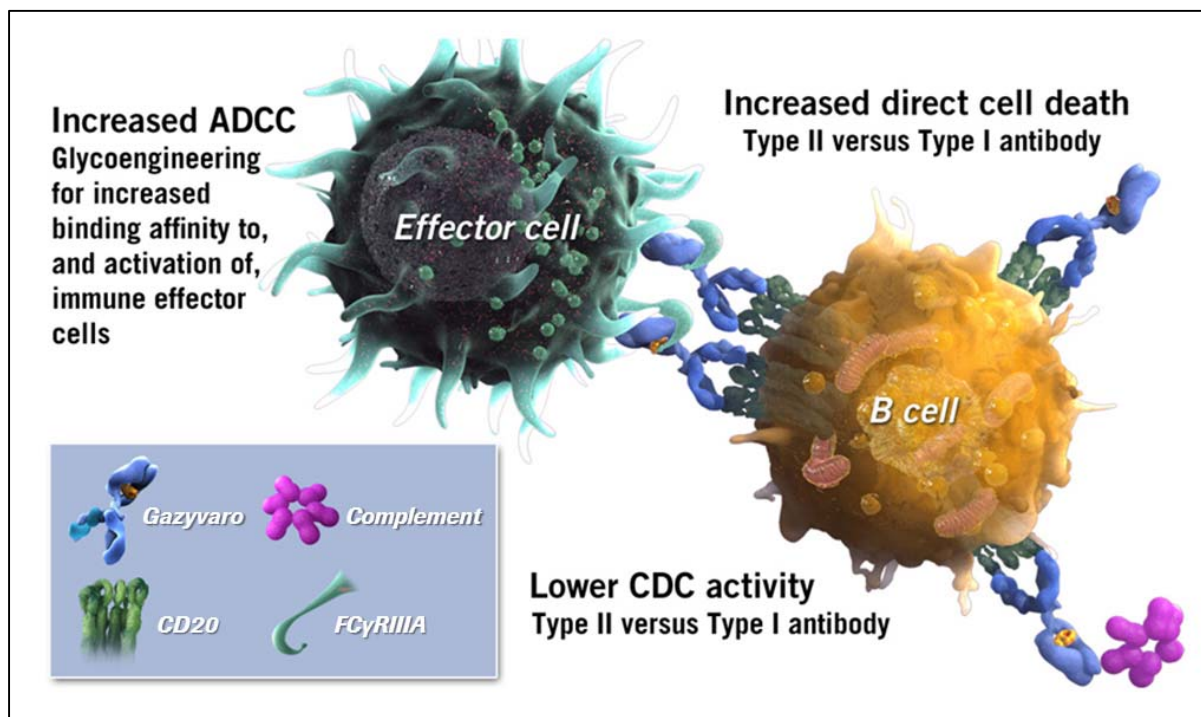 Increased ADCC
Glycoengineering
for increased
binding affinity to,
and activation of,
immune effector
cells
Effector cell
Increased direct cell death
Type II versus Type I antibody
B cell
Gazyvaro
Complement
CD20
FCγRIIIA
Lower CDC activity
Type II versus Type I antibody